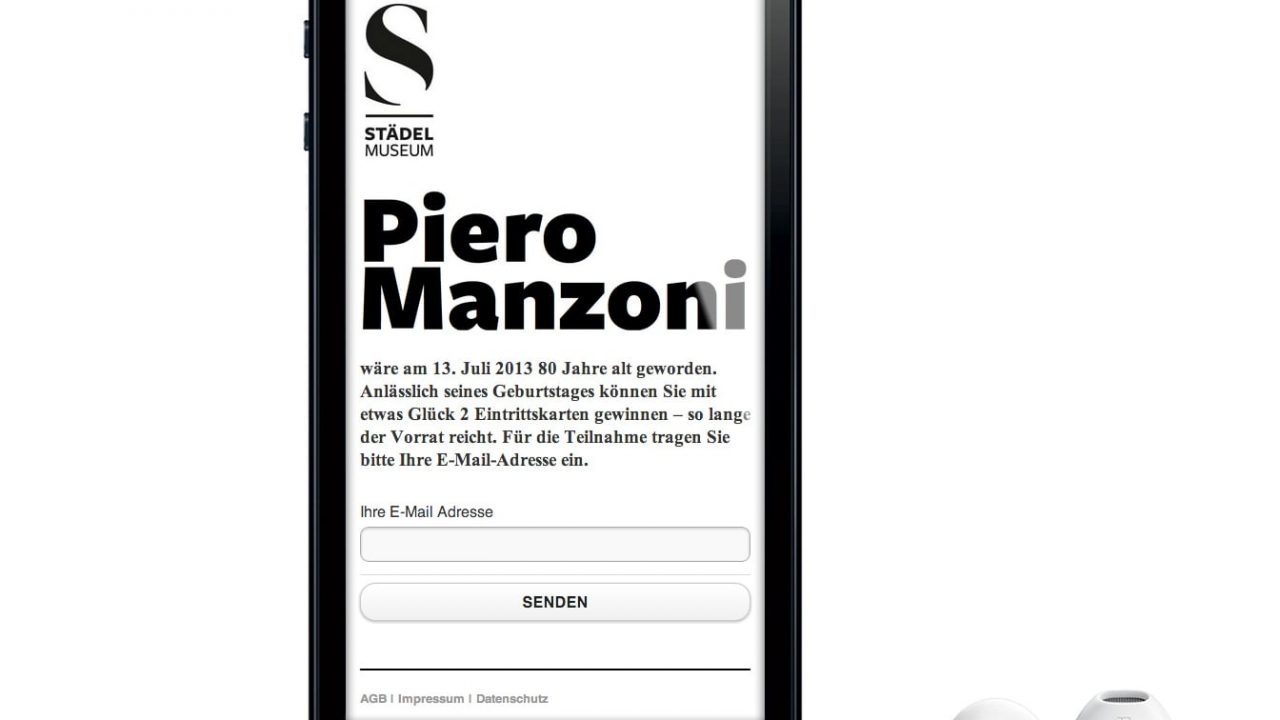 S
STÄDEL
MUSEUM
Piero
Manzoni
wäre am 13. Juli 2013 80 Jahre alt geworden.
Anlässlich seines Geburtstages können Sie mit
etwas Glück 2 Eintrittskarten gewinnen – so lange
der Vorrat reicht. Für die Teilnahme tragen Sie
bitte Ihre E-Mail-Adresse ein.
Ihre E-Mail Adresse
SENDEN
AGB | Impressum | Datenschutz